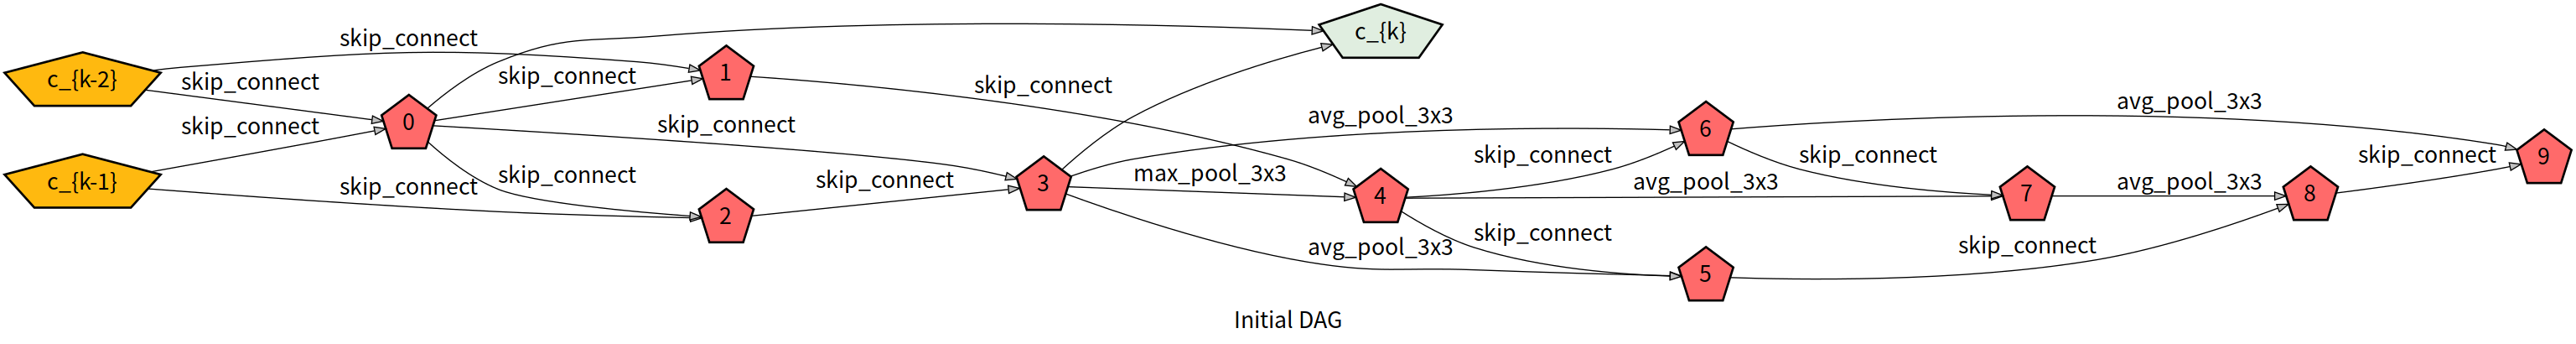 c_{k-2}
c_{k-1}
skip_connect
skip_connect
skip_connect
skip_connect
0
skip_connect
skip_connect
skip_connect
1
2
skip_connect
3
skip_connect
max_pool_3x3
c_{k}
avg_pool_3x3
avg_pool_3x3
4
skip_connect
avg_pool_3x3
skip_connect
6
5
skip_connect
7
skip_connect
avg_pool_3x3
avg_pool_3x3
8
skip_connect
9
Initial DAG